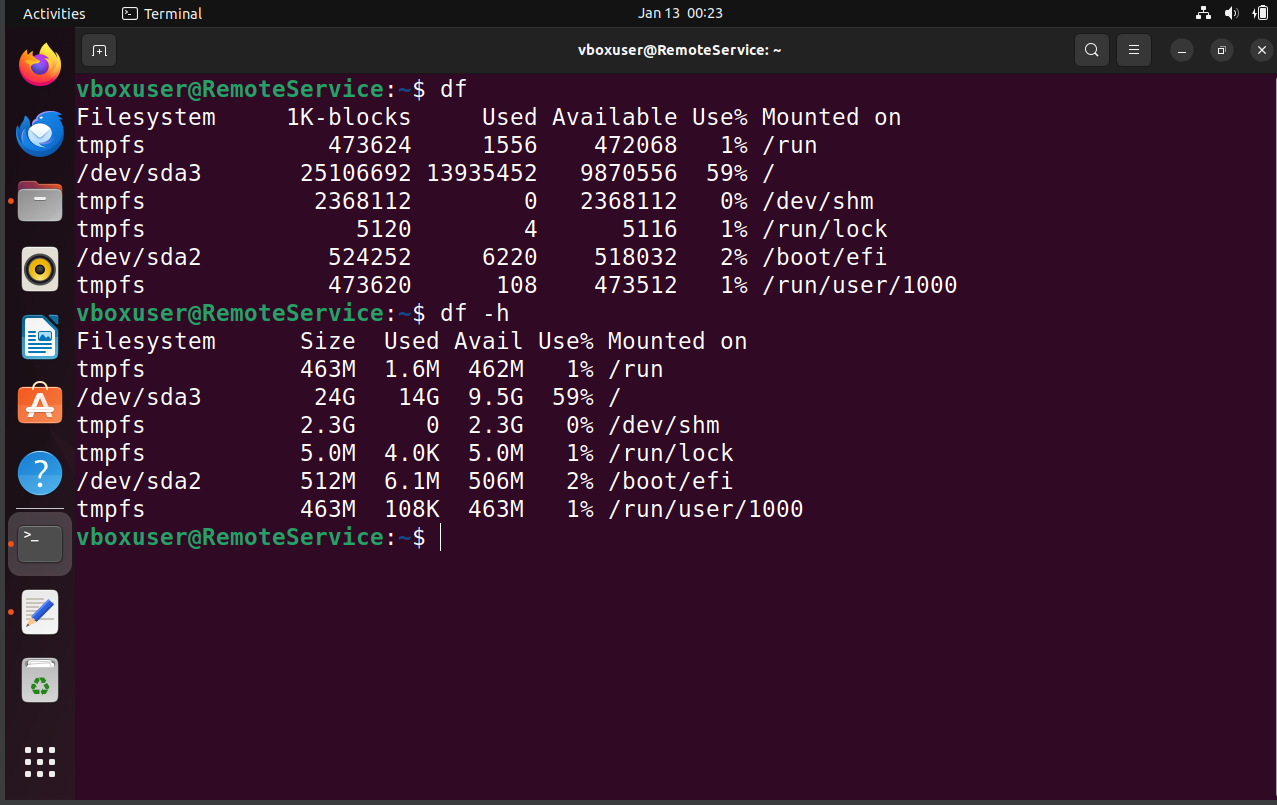 Activities Terminal Jan 13 00:23
vboxuser@RemoteService: ~
vboxuser@RemoteService:~$ df
Filesystem     1K-blocks     Used Available Use% Mounted on
tmpfs             473624     1556    472068   1% /run
/dev/sda3       25106692 13935452   9870556  59% /
tmpfs            2368112        0   2368112   0% /dev/shm
tmpfs               5120        4      5116   1% /run/lock
/dev/sda2         524252     6220    518032   2% /boot/efi
tmpfs             473620      108    473512   1% /run/user/1000
vboxuser@RemoteService:~$ df -h
Filesystem      Size  Used Avail Use% Mounted on
tmpfs           463M  1.6M  462M   1% /run
/dev/sda3        24G   14G  9.5G  59% /
tmpfs           2.3G     0  2.3G   0% /dev/shm
tmpfs           5.0M  4.0K  5.0M   1% /run/lock
/dev/sda2       512M  6.1M  506M   2% /boot/efi
tmpfs           463M  108K  463M   1% /run/user/1000
vboxuser@RemoteService:~$